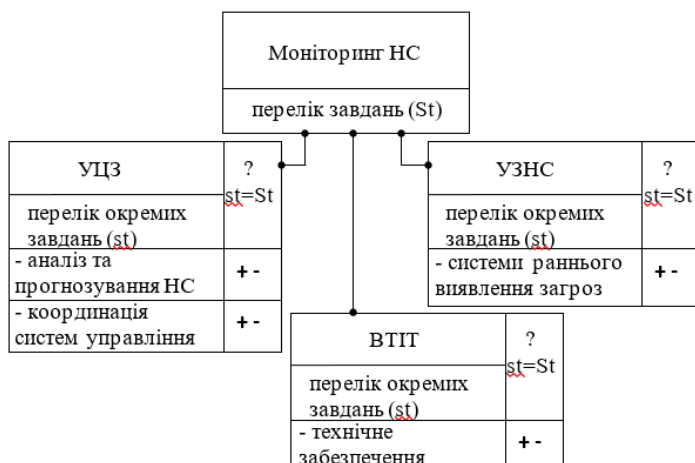 Моніторинг НС
перелік завдань (St)
УЦЗ
?
st=St
перелік окремих
завдань (st)
- аналіз та
прогнозування НС
+ -
- координація
систем управління
+ -
УЗНС
?
st=St
перелік окремих
завдань (st)
- системи раннього
виявлення загроз
+ -
ВТІТ
?
st=St
перелік окремих
завдань (st)
- технічне
забезпечення
+ -